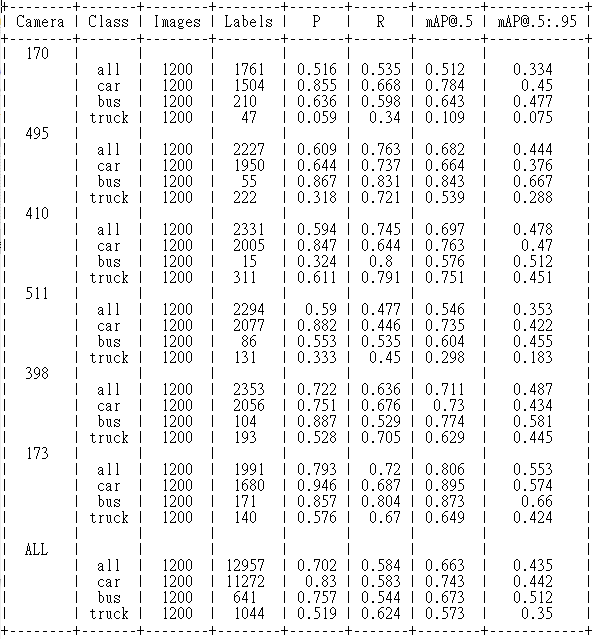 Camera | Class | Images | Labels | P | R | mAP@.5 | mAP@.5:.95
170
all | 1200 | 1761 | 0.516 | 0.535 | 0.512 | 0.334
car | 1200 | 1504 | 0.855 | 0.668 | 0.784 | 0.45
bus | 1200 | 210 | 0.636 | 0.598 | 0.643 | 0.477
truck | 1200 | 47 | 0.059 | 0.34 | 0.109 | 0.075
495
all | 1200 | 2227 | 0.609 | 0.763 | 0.682 | 0.444
car | 1200 | 1950 | 0.644 | 0.737 | 0.664 | 0.376
bus | 1200 | 55 | 0.867 | 0.831 | 0.843 | 0.667
truck | 1200 | 222 | 0.318 | 0.721 | 0.539 | 0.288
410
all | 1200 | 2331 | 0.594 | 0.745 | 0.697 | 0.478
car | 1200 | 2005 | 0.847 | 0.644 | 0.763 | 0.47
bus | 1200 | 15 | 0.324 | 0.8 | 0.576 | 0.512
truck | 1200 | 311 | 0.611 | 0.791 | 0.751 | 0.451
511
all | 1200 | 2294 | 0.59 | 0.477 | 0.546 | 0.353
car | 1200 | 2077 | 0.882 | 0.446 | 0.735 | 0.422
bus | 1200 | 86 | 0.553 | 0.535 | 0.604 | 0.455
truck | 1200 | 131 | 0.333 | 0.45 | 0.298 | 0.183
398
all | 1200 | 2353 | 0.722 | 0.636 | 0.711 | 0.487
car | 1200 | 2056 | 0.751 | 0.676 | 0.73 | 0.434
bus | 1200 | 104 | 0.887 | 0.529 | 0.774 | 0.581
truck | 1200 | 193 | 0.528 | 0.705 | 0.629 | 0.445
173
all | 1200 | 1991 | 0.793 | 0.72 | 0.806 | 0.553
car | 1200 | 1680 | 0.946 | 0.687 | 0.895 | 0.574
bus | 1200 | 171 | 0.857 | 0.804 | 0.873 | 0.66
truck | 1200 | 140 | 0.576 | 0.67 | 0.649 | 0.424
ALL
all | 1200 | 12957 | 0.702 | 0.584 | 0.663 | 0.435
car | 1200 | 11272 | 0.83 | 0.583 | 0.743 | 0.442
bus | 1200 | 641 | 0.757 | 0.544 | 0.673 | 0.512
truck | 1200 | 1044 | 0.519 | 0.624 | 0.573 | 0.35